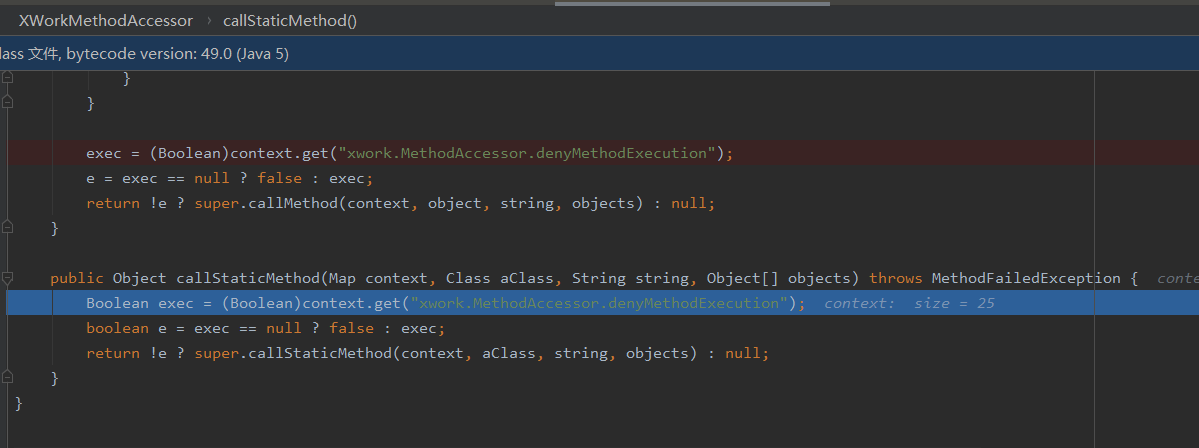 XWorkMethodAccessor › callStaticMethod()
lass 文件, bytecode version: 49.0 (Java 5)
}
}
exec = (Boolean)context.get("xwork.MethodAccessor.denyMethodExecution");
e = exec == null ? false : exec;
return !e ? super.callMethod(context, object, string, objects) : null;
}
public Object callStaticMethod(Map context, Class aClass, String string, Object[] objects) throws MethodFailedException { conte
Boolean exec = (Boolean)context.get("xwork.MethodAccessor.denyMethodExecution"); context: size = 25
boolean e = exec == null ? false : exec;
return !e ? super.callStaticMethod(context, aClass, string, objects) : null;
}
}